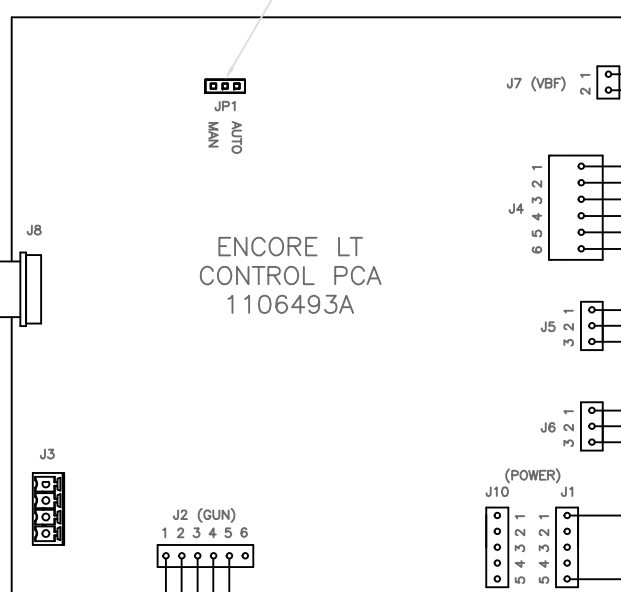 JP1
MAN AUTO
J7 (VBF)
1
2
J4
1
2
3
4
5
6
J8
ENCORE LT
CONTROL PCA
1106493A
J5
1
2
3
J6
1
2
3
J3
(POWER)
J10 J1
J2 (GUN)
1 2 3 4 5 6
1 1
2 2
3 3
4 4
5 5